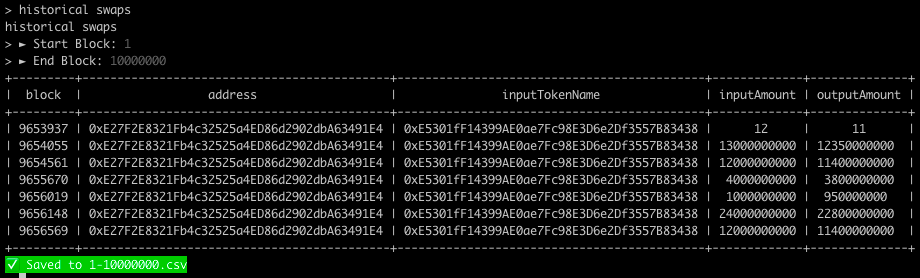 > historical swaps
historical swaps
> ► Start Block: 1
> ► End Block: 10000000
| block | address | inputTokenName | inputAmount | outputAmount |
| 9653937 | 0xE27F2E8321Fb4c32525a4ED86d2902dbA63491E4 | 0xE5301fF14399AE0ae7Fc98E3D6e2Df3557B83438 | 12 | 11 |
| 9654055 | 0xE27F2E8321Fb4c32525a4ED86d2902dbA63491E4 | 0xE5301fF14399AE0ae7Fc98E3D6e2Df3557B83438 | 13000000000 | 12350000000 |
| 9654561 | 0xE27F2E8321Fb4c32525a4ED86d2902dbA63491E4 | 0xE5301fF14399AE0ae7Fc98E3D6e2Df3557B83438 | 12000000000 | 11400000000 |
| 9655670 | 0xE27F2E8321Fb4c32525a4ED86d2902dbA63491E4 | 0xE5301fF14399AE0ae7Fc98E3D6e2Df3557B83438 | 4000000000 | 3800000000 |
| 9656019 | 0xE27F2E8321Fb4c32525a4ED86d2902dbA63491E4 | 0xE5301fF14399AE0ae7Fc98E3D6e2Df3557B83438 | 1000000000 | 950000000 |
| 9656148 | 0xE27F2E8321Fb4c32525a4ED86d2902dbA63491E4 | 0xE5301fF14399AE0ae7Fc98E3D6e2Df3557B83438 | 24000000000 | 22800000000 |
| 9656569 | 0xE27F2E8321Fb4c32525a4ED86d2902dbA63491E4 | 0xE5301fF14399AE0ae7Fc98E3D6e2Df3557B83438 | 12000000000 | 11400000000 |
✓ Saved to 1-10000000.csv